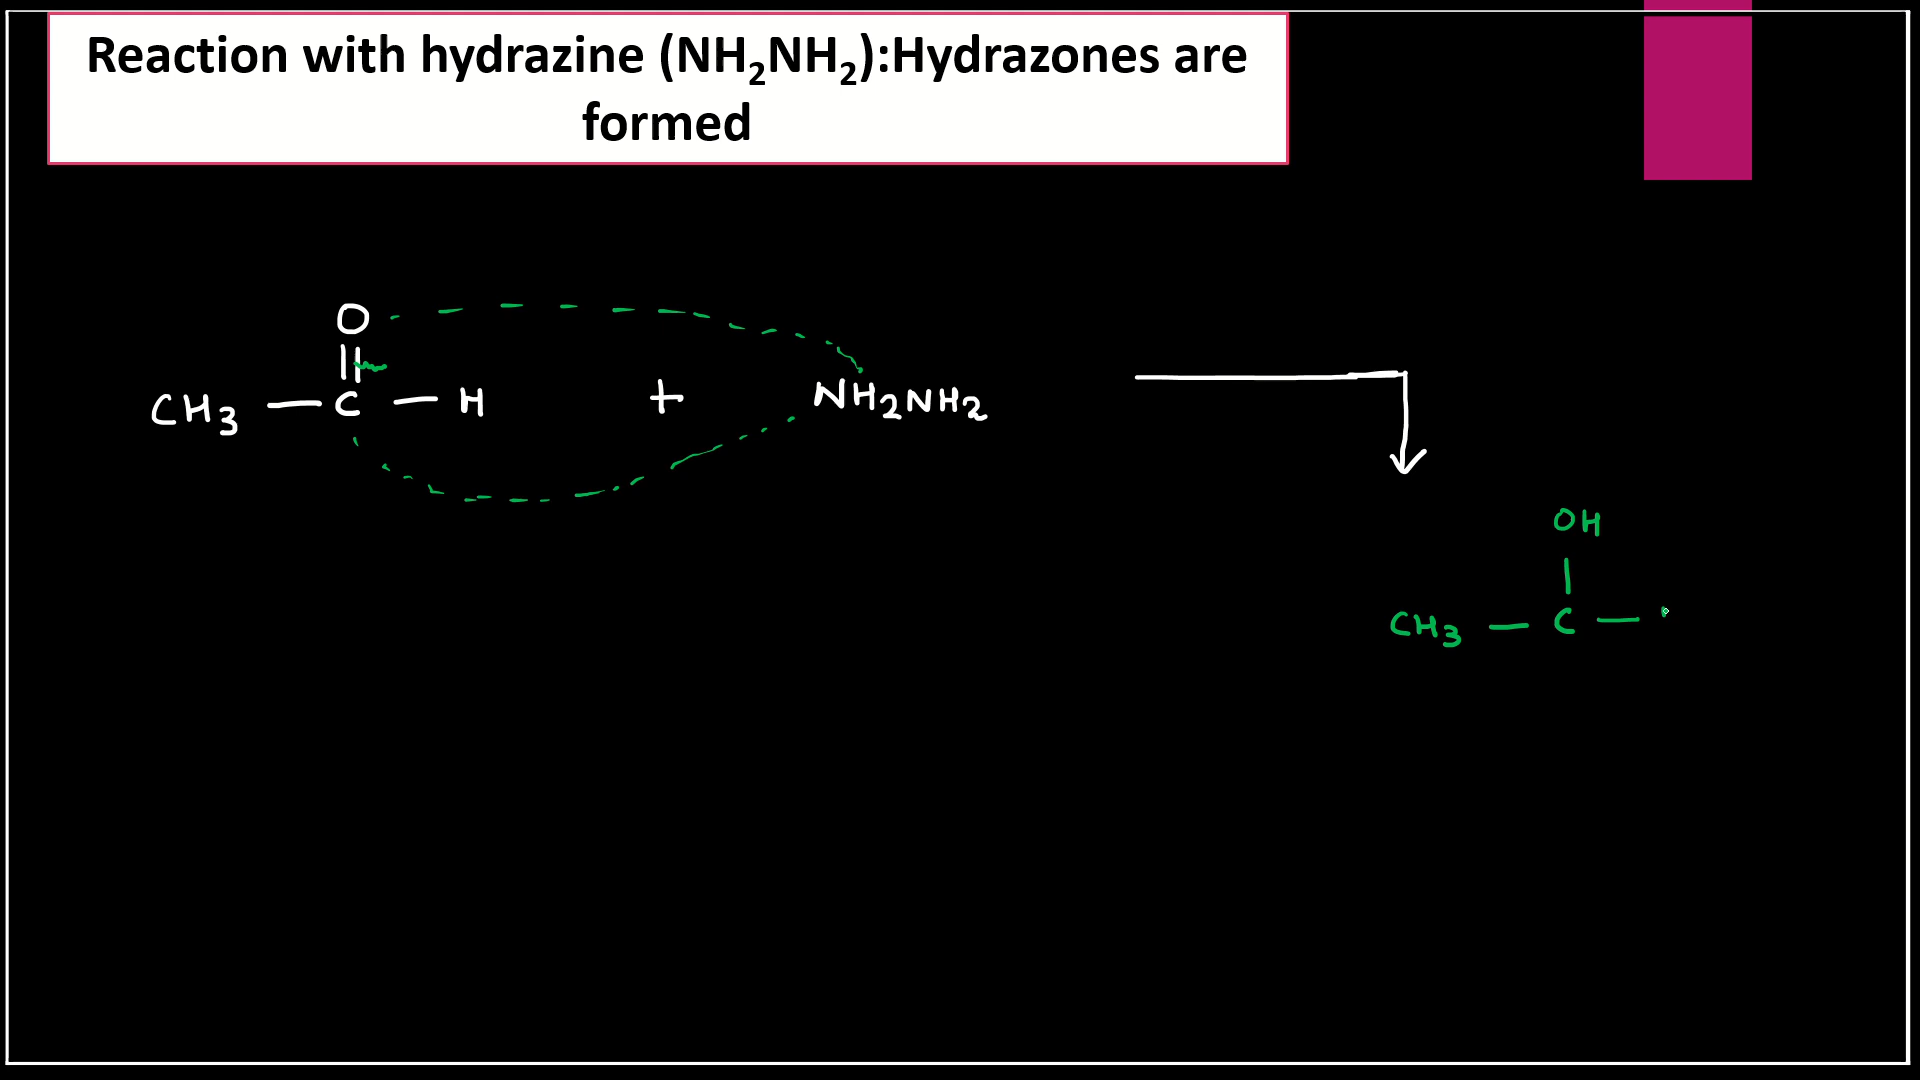 Reaction with hydrazine (NH₂NH₂):Hydrazones are
formed
O
||
CH₃ — C — H + NH₂NH₂
OH
|
CH₃ — C —